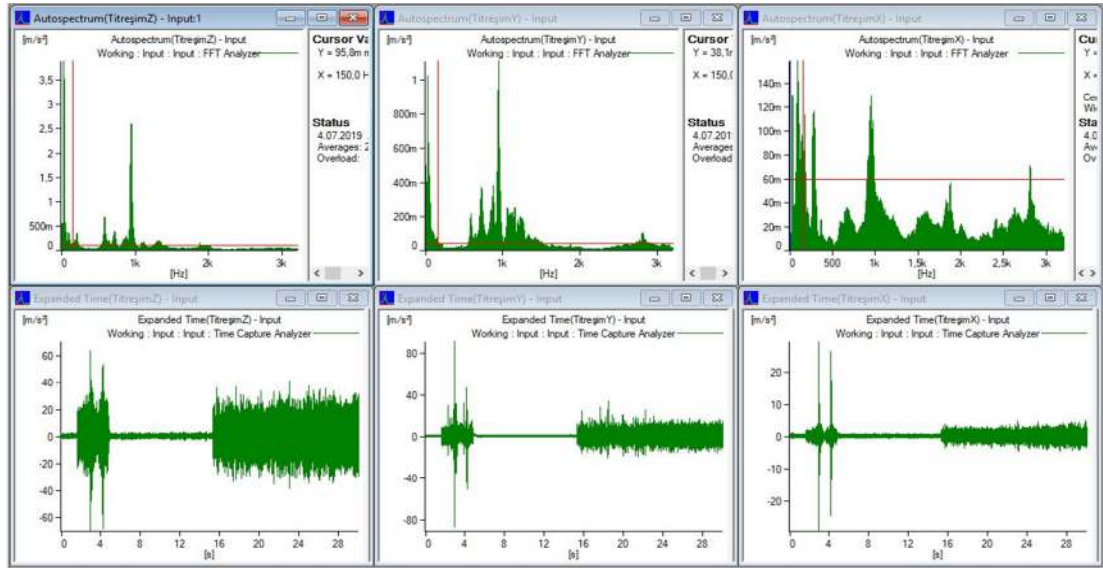 Autospectrum(TitreşimZ) - Input:1
[m/s²]
Autospectrum(TitreşimZ) - Input
Working : Input : Input : FFT Analyzer
3,5
3
2,5
2
1,5
1
500m
0
0
1k
2k
3k
[Hz]
Cursor Va
Y = 95,8m
X = 150,0 H
Status
4.07.2019
Averages: 2
Overload:
Autospectrum(TitreşimY) - Input
[m/s²]
Autospectrum(TitreşimY) - Input
Working : Input : Input : FFT Analyzer
1
600m
400m
200m
0
0
1k
2k
3k
[Hz]
Cursor
Y = 38,1
X = 150,
Status
4.07.201
Averages
Overload
Autospectrum(TitreşimX) - Input
[m/s²]
Autospectrum(TitreşimX) - Input
Working : Input : Input : FFT Analyzer
140m
120m
100m
80m
60m
40m
20m
0
0
500
1k
1,5k
2k
2,5k
3k
[Hz]
Cu
Y =
X =
Ce
Sta
4.0
Av
Ov
Expanded Time(TitreşimZ) - Input
[m/s²]
Expanded Time(TitreşimZ) - Input
Working : Input : Input : Time Capture Analyzer
60
40
20
0
-20
-40
-60
0
4
8
12
16
20
24
28
[s]
Expanded Time(TitreşimY) - Input
[m/s²]
Expanded Time(TitreşimY) - Input
Working : Input : Input : Time Capture Analyzer
80
40
0
-40
-80
0
4
8
12
16
20
24
28
[s]
Expanded Time(TitreşimX) - Input
[m/s²]
Expanded Time(TitreşimX) - Input
Working : Input : Input : Time Capture Analyzer
20
10
0
-10
-20
0
4
8
12
16
20
24
28
[s]